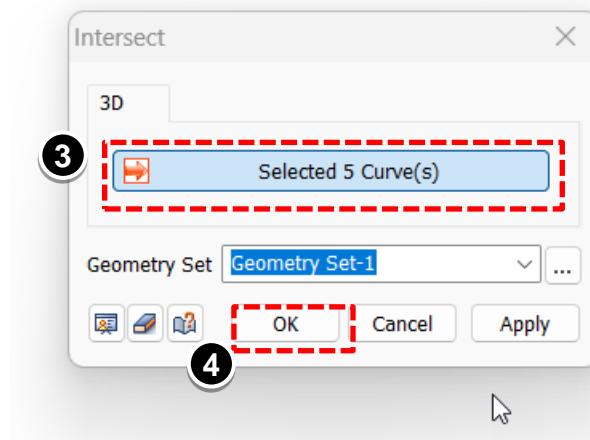 Intersect
3D
3
Selected 5 Curve(s)
Geometry Set Geometry Set-1 ...
OK Cancel Apply
4